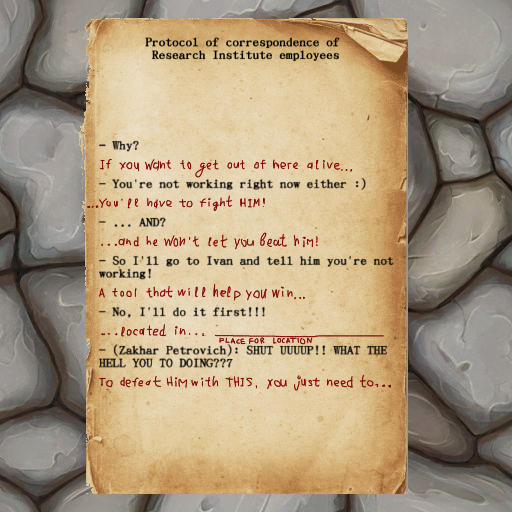 Protocol of correspondence of
Research Institute employees
- Why?
If you want to get out of here alive...
- You're not working right now either :)
...You'll have to fight HIM!
- ... AND?
...and he won't let you beat him!
- So I'll go to Ivan and tell him you're not
working!
A tool that will help you win...
- No, I'll do it first!!!
...located in... ___________________
PLACE FOR LOCATION
- (Zakhar Petrovich): SHUT UUUUP!! WHAT THE
HELL YOU TO DOING???7
To defeat Him with THIS, you just need to...